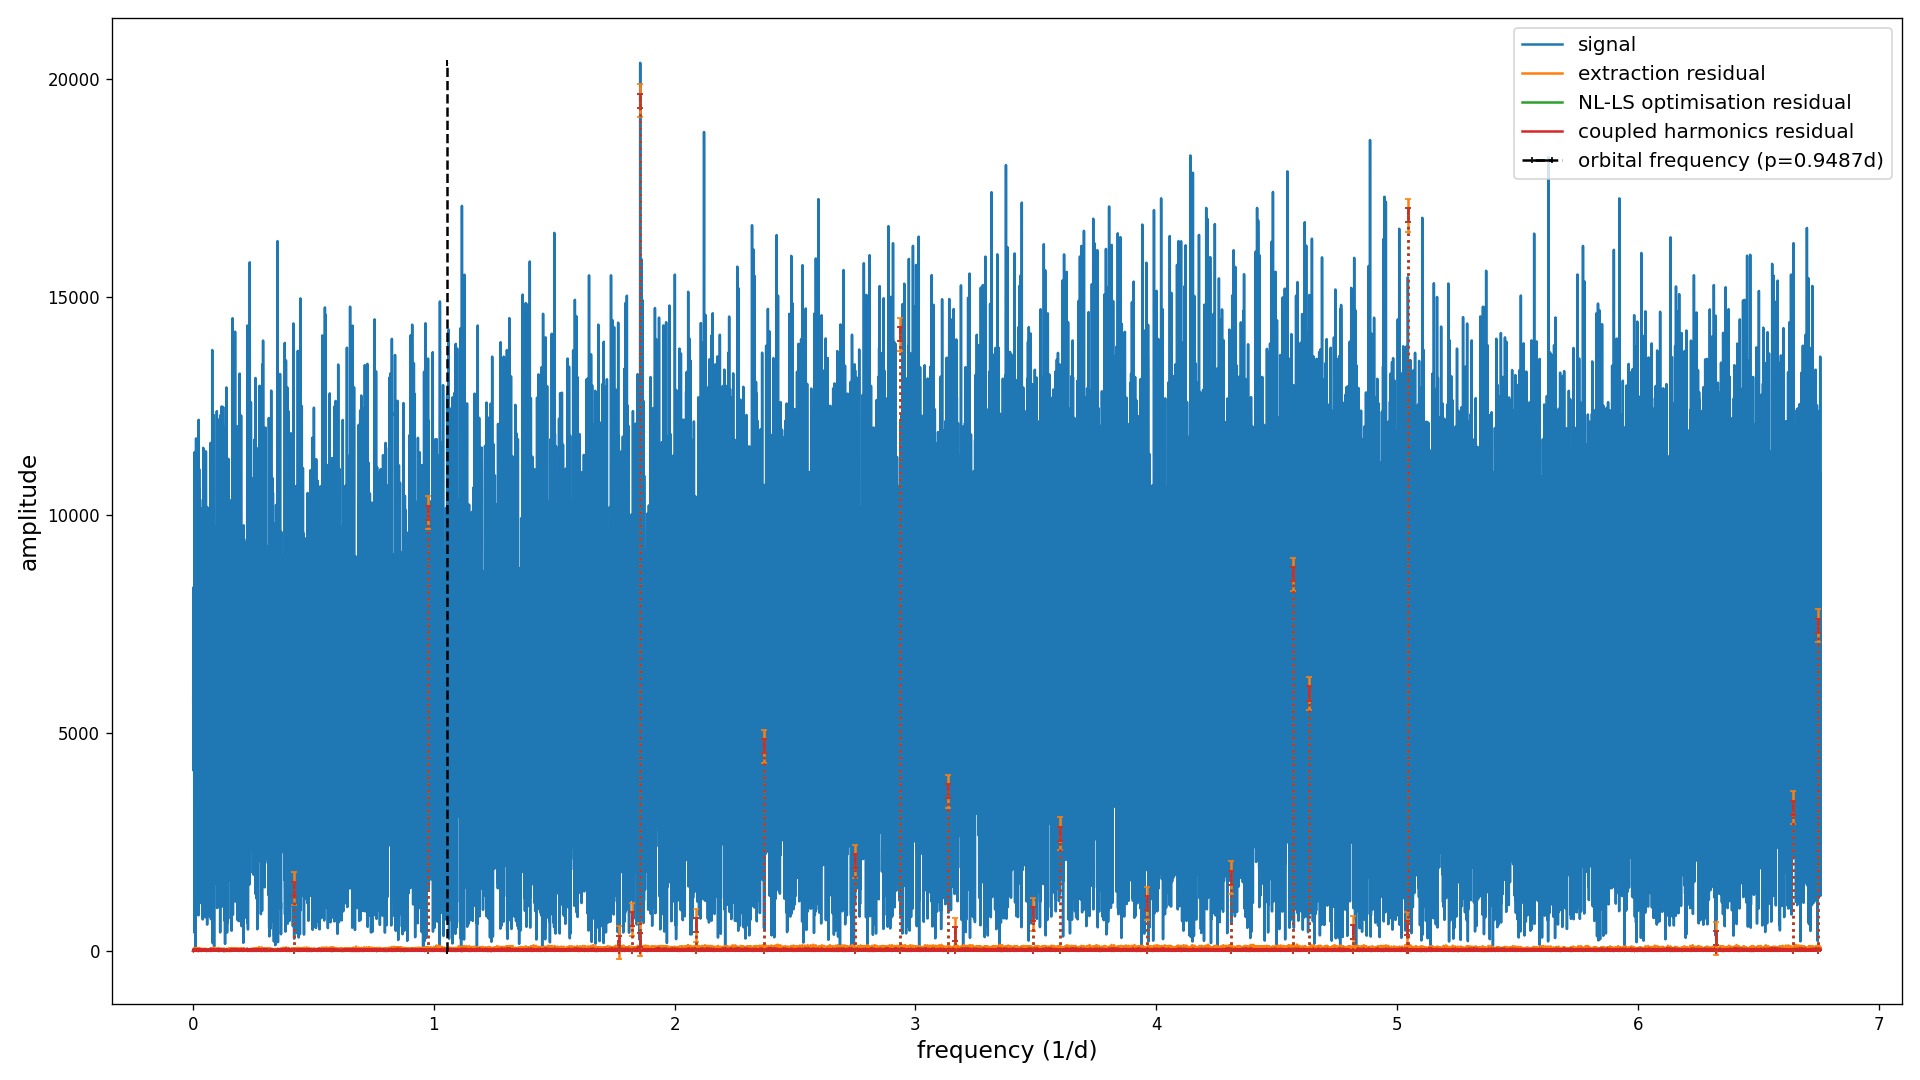 signal
extraction residual
NL-LS optimisation residual
coupled harmonics residual
orbital frequency (p=0.9487d)
20000
15000
10000
5000
0
amplitude
0 1 2 3 4 5 6 7
frequency (1/d)